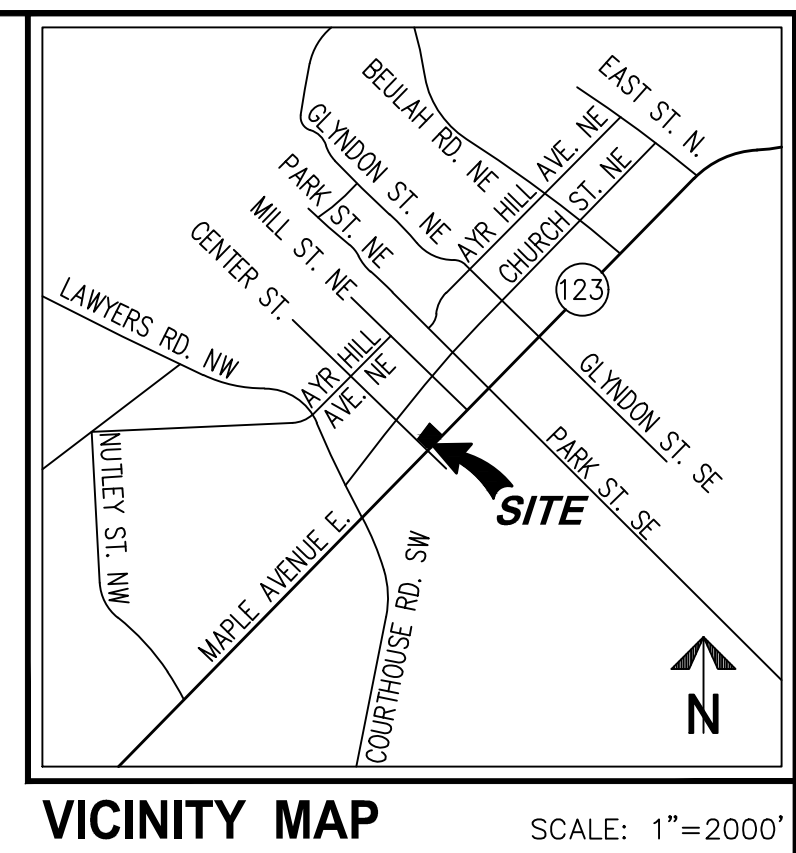 EAST ST. N.
BEULAH RD. NE
GLYNDON ST. NE
AYR HILL AVE. NE
PARK ST. NE
CHURCH ST. NE
MILL ST. NE
CENTER ST.
123
LAWYERS RD. NW
AYR HILL
AVE. NE
GLYNDON ST. SE
PARK ST. SE
SITE
NUTLEY ST. NW
MAPLE AVENUE E.
COURTHOUSE RD. SW
N
VICINITY MAP
SCALE: 1"=2000'